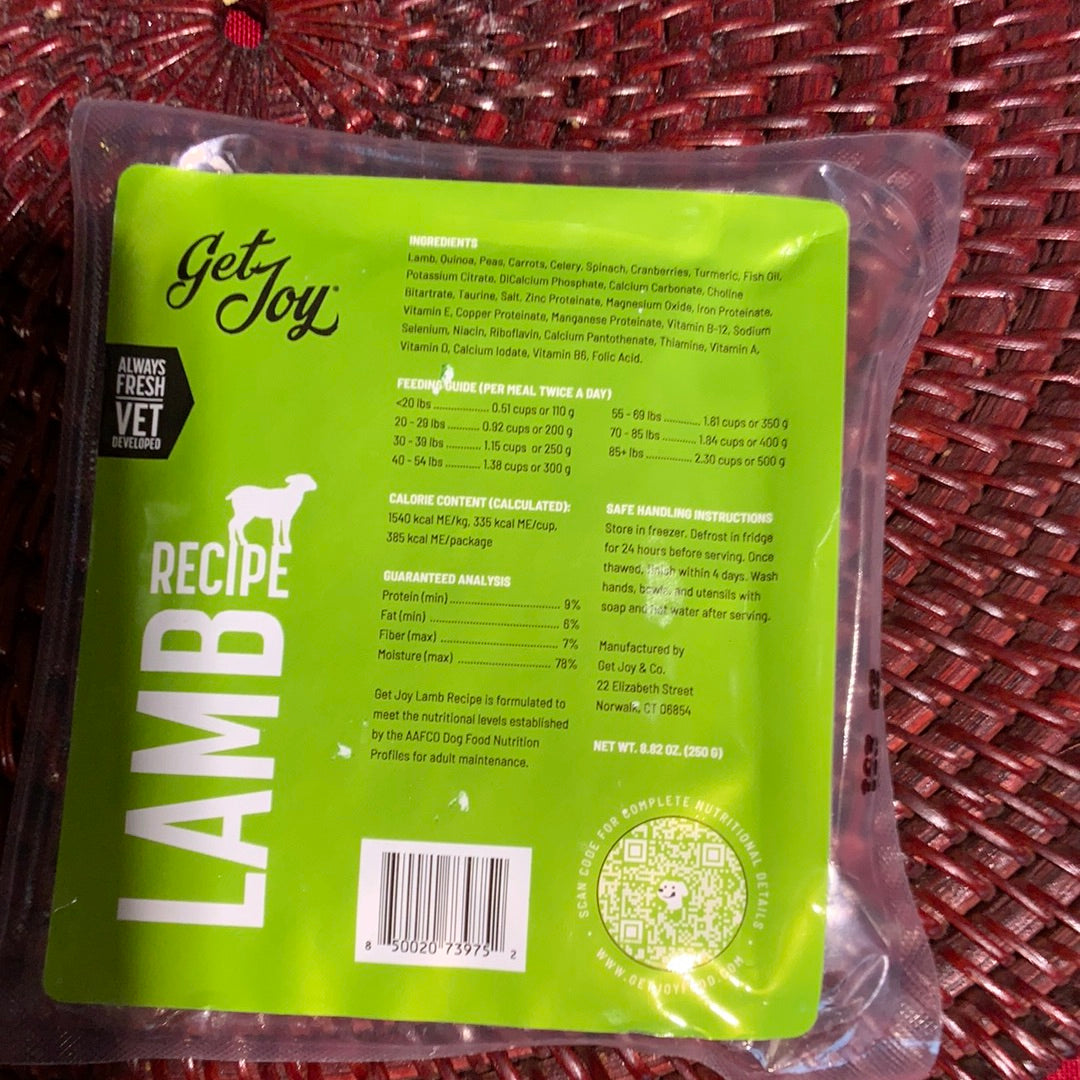 Get Joy
ALWAYS
FRESH
VET
DEVELOPED
RECIPE
LAMB
INGREDIENTS
Lamb, Quinoa, Peas, Carrots, Celery, Spinach, Cranberries, Turmeric, Fish Oil,
Potassium Citrate, DiCalcium Phosphate, Calcium Carbonate, Choline
Bitartrate, Taurine, Salt, Zinc Proteinate, Magnesium Oxide, Iron Proteinate,
Vitamin E, Copper Proteinate, Manganese Proteinate, Vitamin B-12, Sodium
Selenium, Niacin, Riboflavin, Calcium Pantothenate, Thiamine, Vitamin A,
Vitamin D, Calcium Iodate, Vitamin B6, Folic Acid.
FEEDING GUIDE (PER MEAL TWICE A DAY)
<20 lbs ................ 0.51 cups or 110 g
20 - 29 lbs ......... 0.92 cups or 200 g
30 - 39 lbs ......... 1.15 cups or 250 g
40 - 54 lbs .......... 1.38 cups or 300 g
55 - 69 lbs .......... 1.61 cups or 350 g
70 - 85 lbs .......... 1.84 cups or 400 g
85+ lbs ............. 2.30 cups or 500 g
CALORIE CONTENT (CALCULATED):
1540 kcal ME/kg, 335 kcal ME/cup,
385 kcal ME/package
GUARANTEED ANALYSIS
Protein (min) ............................ 9%
Fat (min) ................................. 6%
Fiber (max) .............................. 7%
Moisture (max) ........................ 78%
Get Joy Lamb Recipe is formulated to
meet the nutritional levels established
by the AAFCO Dog Food Nutrition
Profiles for adult maintenance.
SAFE HANDLING INSTRUCTIONS
Store in freezer. Defrost in fridge
for 24 hours before serving. Once
thawed, finish within 4 days. Wash
hands, bowls, and utensils with
soap and hot water after serving.
Manufactured by
Get Joy & Co.
22 Elizabeth Street
Norwalk, CT 06854
NET WT. 8.82 OZ. (250 G)
8 50020 73975 2
SCAN CODE FOR COMPLETE NUTRITIONAL DETAILS
WWW.GETJOYFOOD.COM